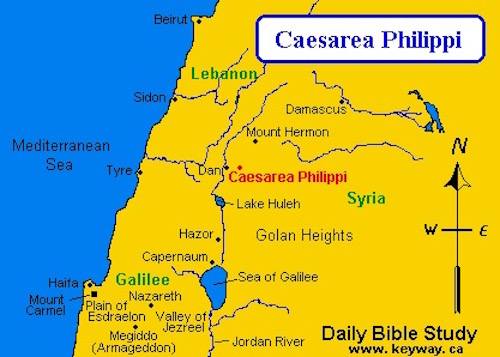 Caesarea Philippi
Beirut
Lebanon
Sidon
Damascus
Mount Hermon
Mediterranean
Sea
Tyre
Dan
Caesarea Philippi
Syria
N
Lake Huleh
W
E
Hazor
Golan Heights
Capernaum
Haifa
Galilee
Sea of Galilee
Mount
Carmel
Plain of
Esdraelon
Nazareth
Valley of
Jezreel
Megiddo
(Armageddon)
Jordan River
Daily Bible Study
www.keyway.ca